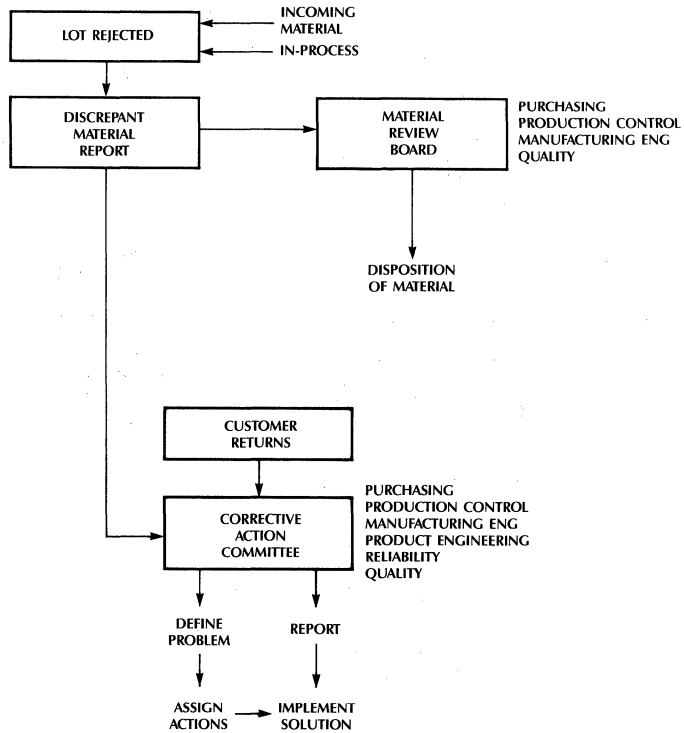 LOT REJECTED
INCOMING
MATERIAL
IN-PROCESS
DISCREPANT
MATERIAL
REPORT
MATERIAL
REVIEW
BOARD
PURCHASING
PRODUCTION CONTROL
MANUFACTURING ENG
QUALITY
DISPOSITION
OF MATERIAL
CUSTOMER
RETURNS
CORRECTIVE
ACTION
COMMITTEE
PURCHASING
PRODUCTION CONTROL
MANUFACTURING ENG
PRODUCT ENGINEERING
RELIABILITY
QUALITY
DEFINE
PROBLEM
REPORT
ASSIGN
ACTIONS
IMPLEMENT
SOLUTION